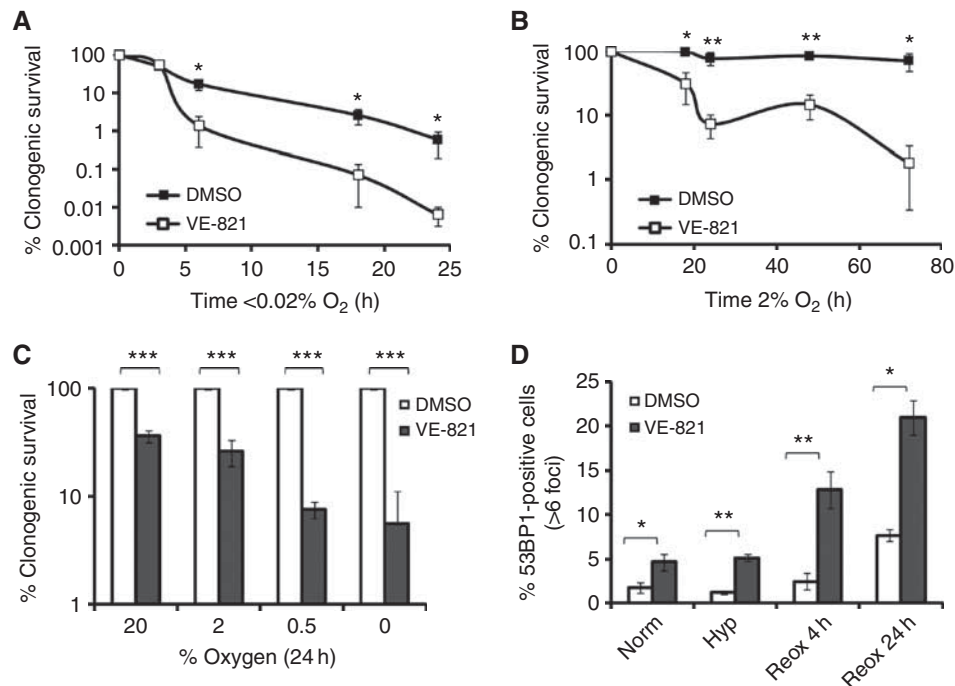 A
% Clonogenic survival
100
10
1
0.1
0.01
0.001
*
*
*
DMSO
VE-821
0 5 10 15 20 25
Time <0.02% O2 (h)
B
% Clonogenic survival
100
10
1
0.1
* ** ** *
DMSO
VE-821
0 20 40 60 80
Time 2% O2 (h)
C
% Clonogenic survival
100
10
1
*** *** *** ***
DMSO
VE-821
20 2 0.5 0
% Oxygen (24 h)
D
% 53BP1-positive cells
(>6 foci)
25
20
15
10
5
0
DMSO
VE-821
*
**
**
*
Norm
Hyp
Reox 4 h
Reox 24 h